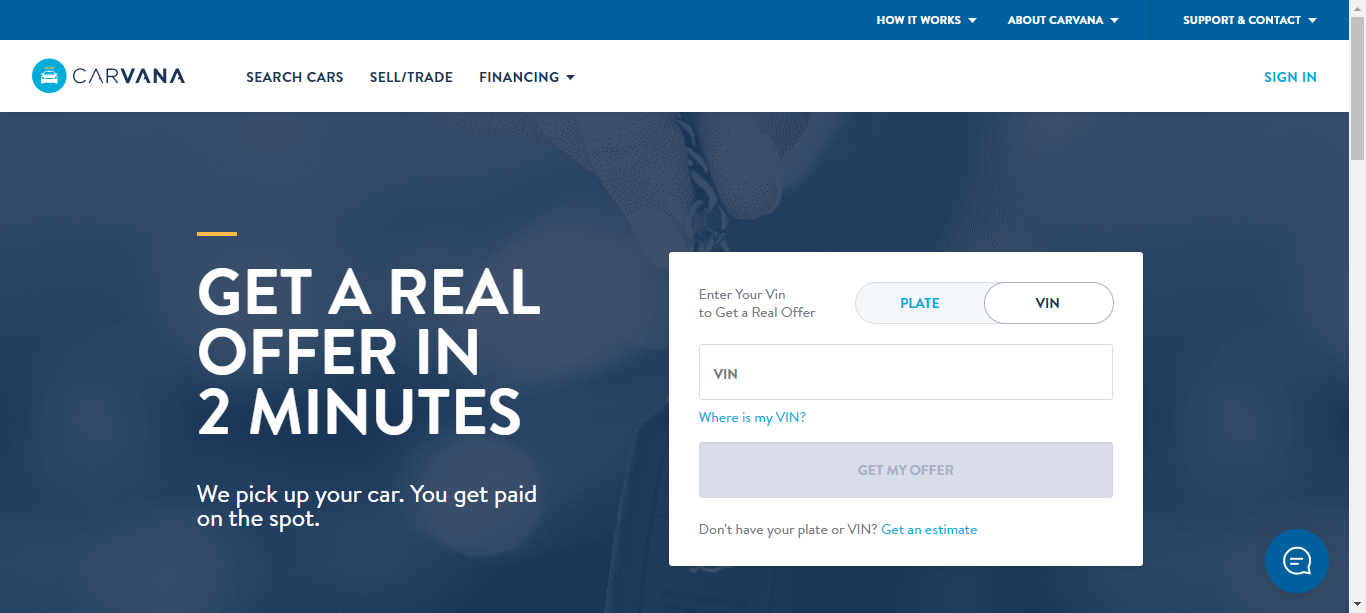 HOW IT WORKS
ABOUT CARVANA
SUPPORT & CONTACT
CARVANA
SEARCH CARS
SELL/TRADE
FINANCING
SIGN IN
GET A REAL
OFFER IN
2 MINUTES
We pick up your car. You get paid
on the spot.
Enter Your Vin
to Get a Real Offer
PLATE
VIN
VIN
Where is my VIN?
GET MY OFFER
Don't have your plate or VIN? Get an estimate